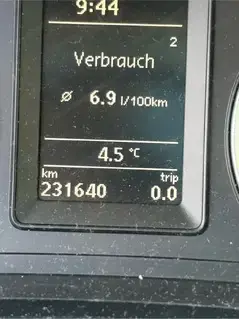 9:44
2
Verbrauch
ø 6.9 l/100km
4.5 °C
km trip
231640 0.0